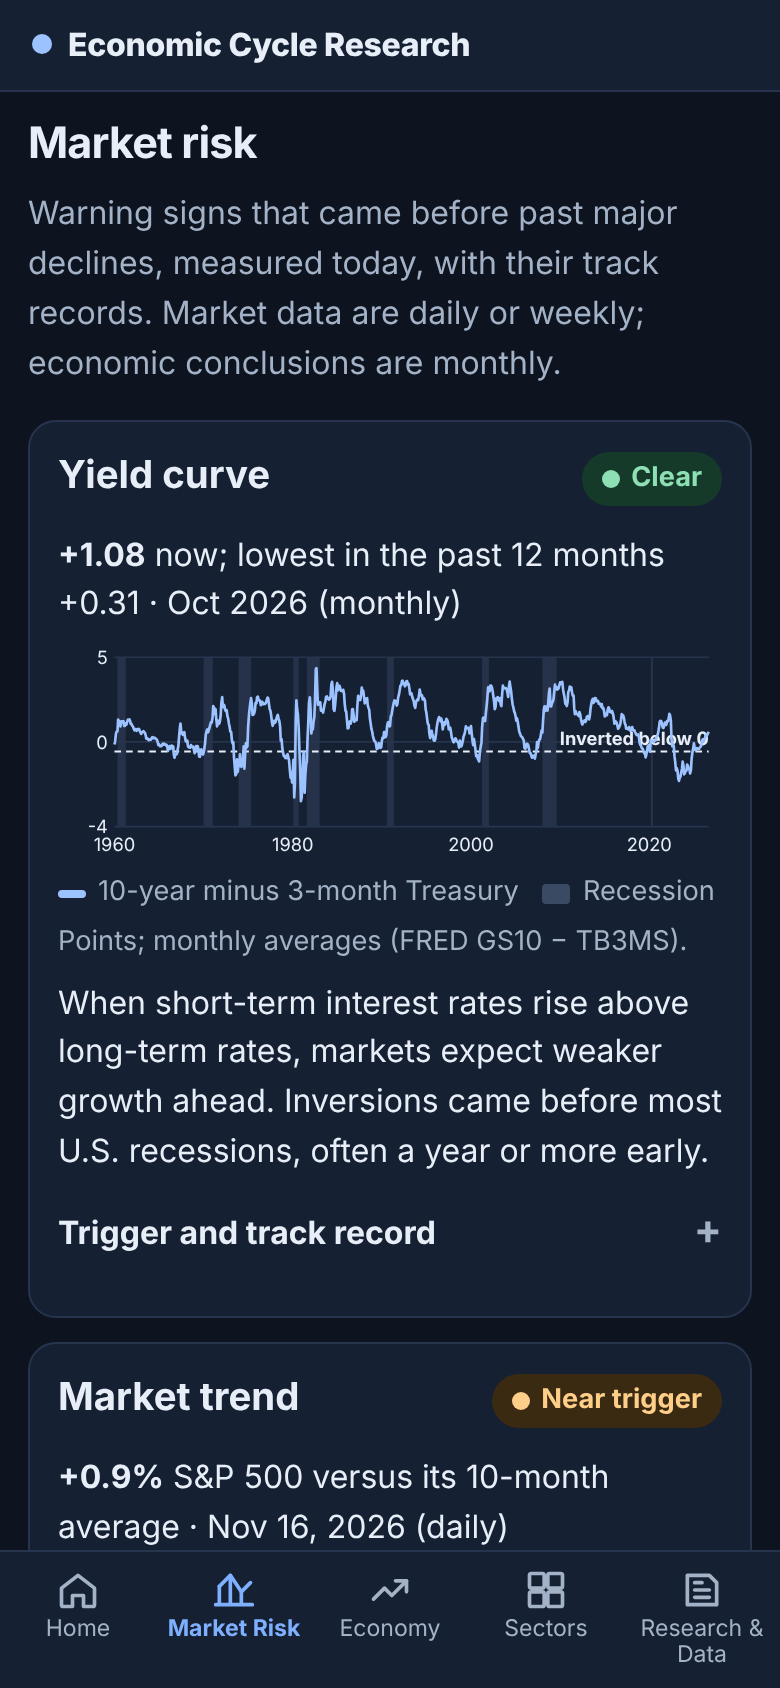 Economic Cycle Research
Market risk
Warning signs that came before past major
declines, measured today, with their track
records. Market data are daily or weekly;
economic conclusions are monthly.
Yield curve
Clear
+1.08 now; lowest in the past 12 months
+0.31 · Oct 2026 (monthly)
5
0
Inverted below 0
-4
1960 1980 2000 2020
10-year minus 3-month Treasury Recession
Points; monthly averages (FRED GS10 − TB3MS).
When short-term interest rates rise above
long-term rates, markets expect weaker
growth ahead. Inversions came before most
U.S. recessions, often a year or more early.
Trigger and track record +
Market trend
Near trigger
+0.9% S&P 500 versus its 10-month
average · Nov 16, 2026 (daily)
Home Market Risk Economy Sectors Research &
Data